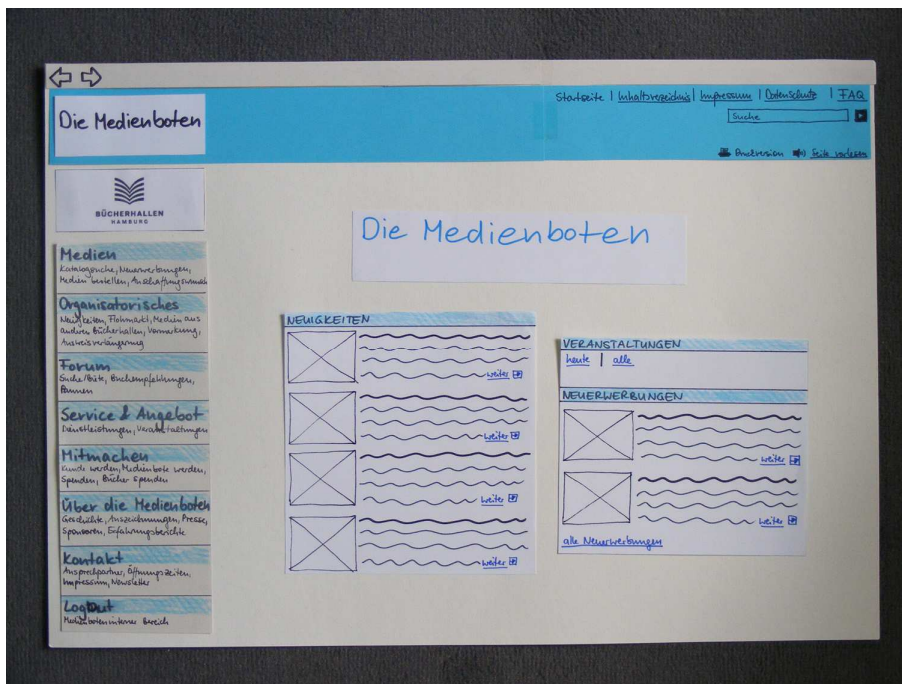 Startseite | Inhaltsverzeichnis | Impressum | Datenschutz | FAQ
Die Medienboten
Suche
Druckversion Seite vorlesen
BÜCHERHALLEN
HAMBURG
Die Medienboten
Medien
Katalogsuche, Neuerwerbungen,
Medien bestellen, Anschaffungswunsch
Organisatorisches
Neuigkeiten, Flohmarkt, Medien aus
andren Bücherhallen, Vormerkung,
Ausweisverlängerung
Forum
Suche/Biete, Buchempfehlungen,
Pannen
Service & Angebot
Dienstleistungen, Veranstaltungen
Mitmachen
Kunde werden, Medienbote werden,
Spenden, Bücher spenden
Über die Medienboten
Geschichte, Auszeichnungen, Presse,
Sponsoren, Erfahrungsberichte
Kontakt
Ansprechpartner, Öffnungszeiten,
Impressum, Newsletter
Logout
Medienboteninterner Bereich
NEUIGKEITEN
weiter
weiter
weiter
weiter
VERANSTALTUNGEN
heute | alle
NEUERWERBUNGEN
weiter
weiter
alle Neuerwerbungen